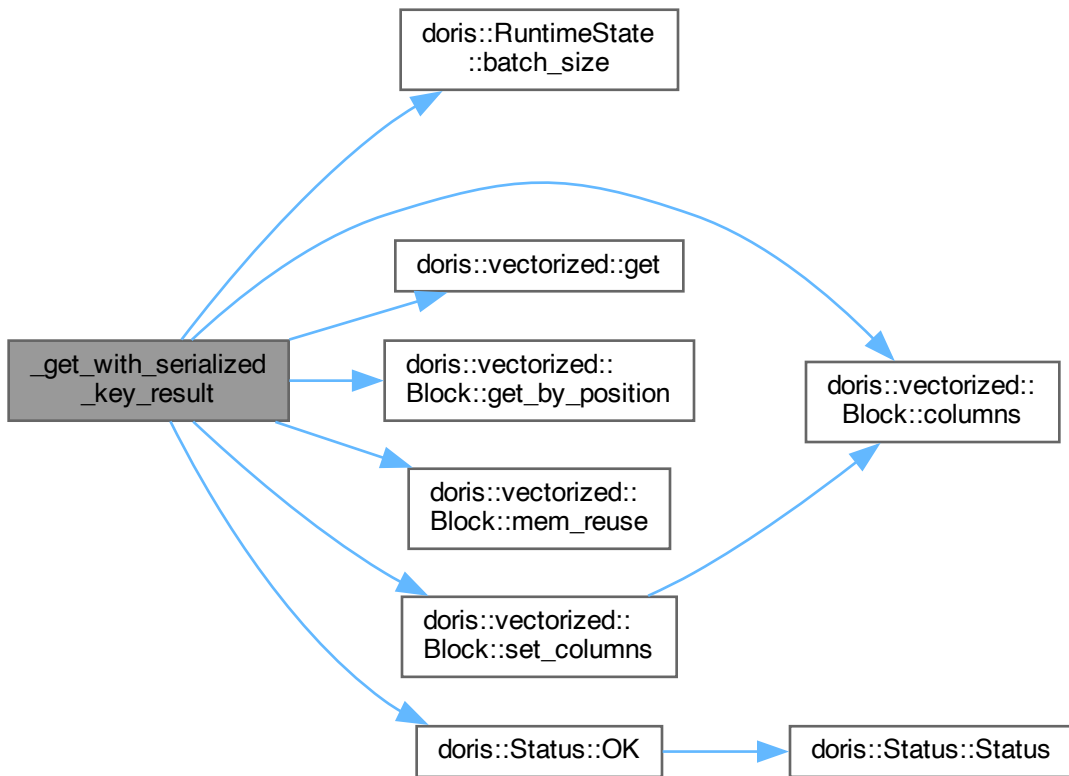 doris::RuntimeState
::batch_size
doris::vectorized::get
_get_with_serialized
_key_result
doris::vectorized::
Block::get_by_position
doris::vectorized::
Block::columns
doris::vectorized::
Block::mem_reuse
doris::vectorized::
Block::set_columns
doris::Status::OK
doris::Status::Status